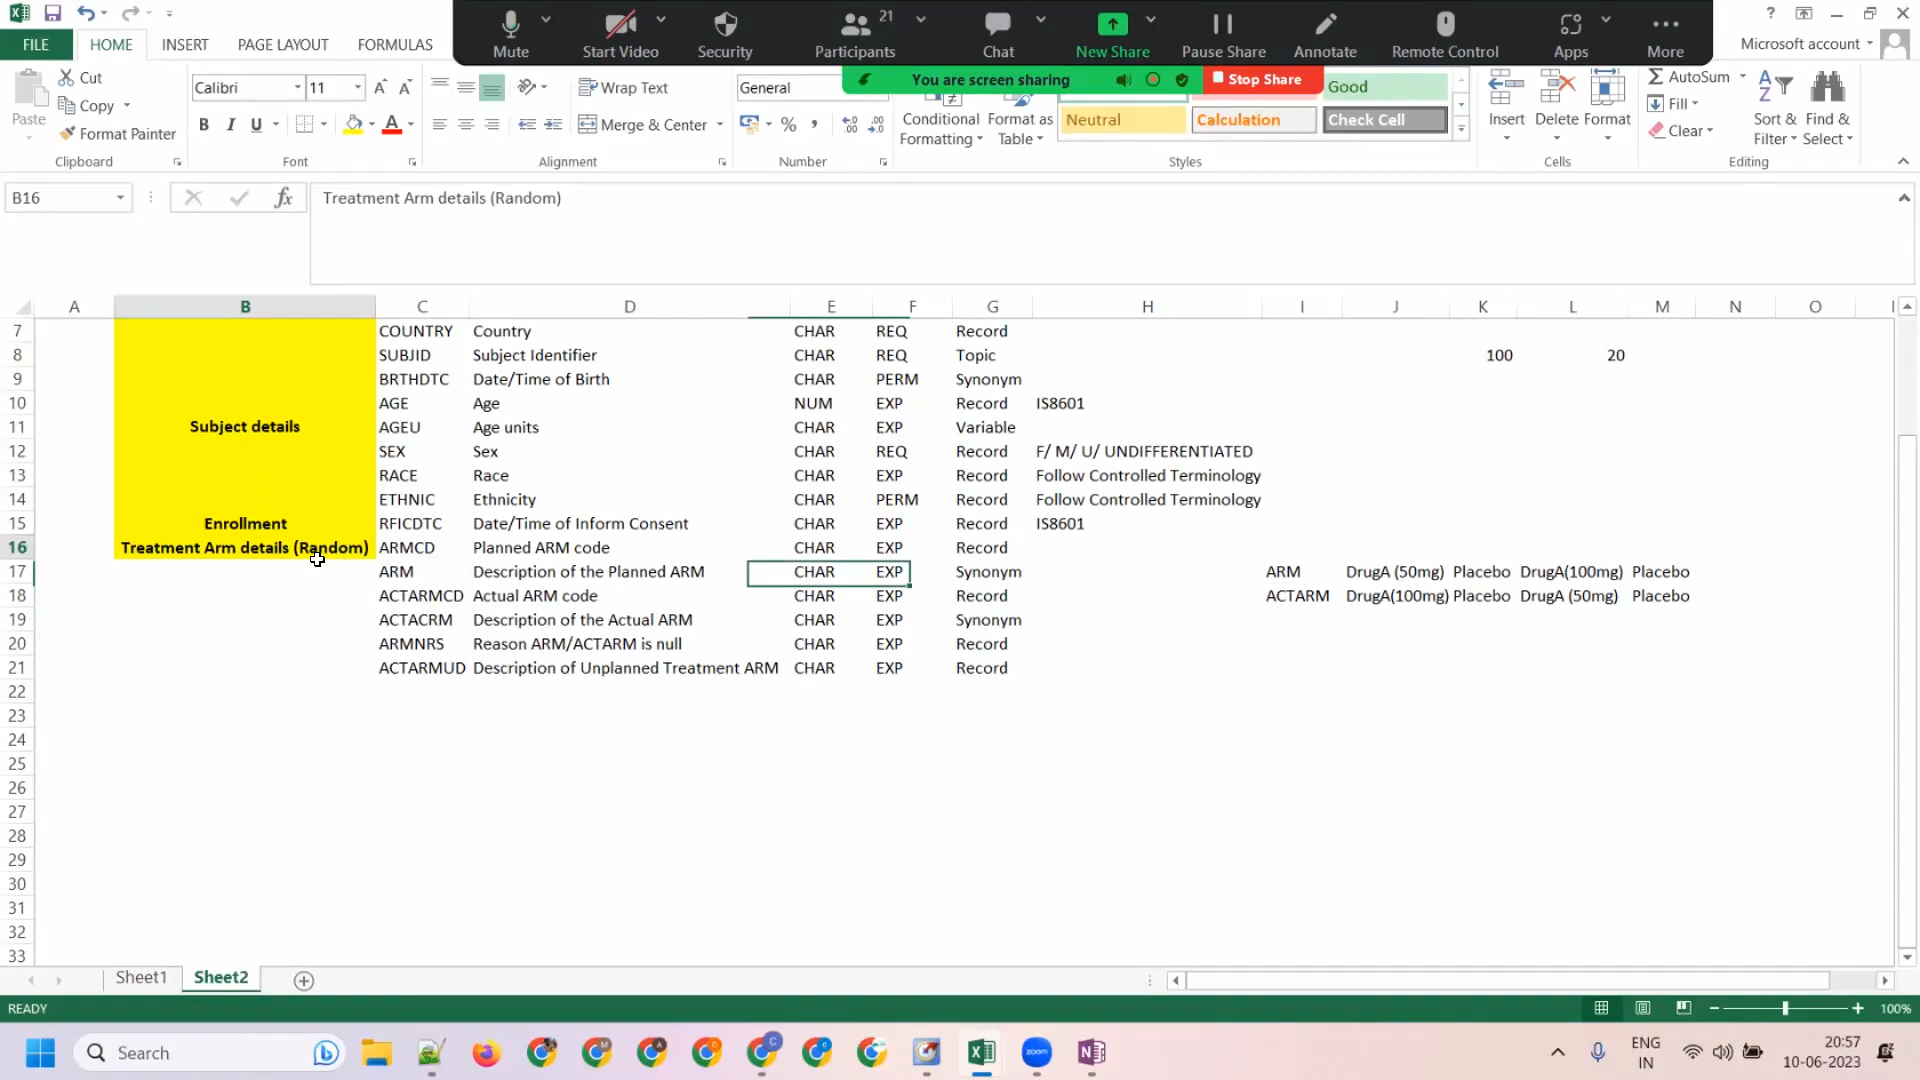 Mute
Start Video
Security
Participants
21
Chat
New Share
Pause Share
Annotate
Remote Control
Apps
More
You are screen sharing
Stop Share
FILE
HOME
INSERT
PAGE LAYOUT
FORMULAS
Microsoft account
Paste
Cut
Copy
Format Painter
Clipboard
Calibri
11
B I U
Font
Wrap Text
Merge & Center
Alignment
General
%
Number
Conditional Formatting
Format as Table
Good
Neutral
Calculation
Check Cell
Styles
Insert
Delete
Format
Cells
AutoSum
Fill
Clear
Sort & Filter
Find & Select
Editing
B16
fx
Treatment Arm details (Random)
A B C D E F G H I J K L M N O
7 COUNTRY Country CHAR REQ Record
8 SUBJID Subject Identifier CHAR REQ Topic 100 20
9 BRTHDTC Date/Time of Birth CHAR PERM Synonym
10 AGE Age NUM EXP Record IS8601
11 Subject details AGEU Age units CHAR EXP Variable
12 SEX Sex CHAR REQ Record F/ M/ U/ UNDIFFERENTIATED
13 RACE Race CHAR EXP Record Follow Controlled Terminology
14 ETHNIC Ethnicity CHAR PERM Record Follow Controlled Terminology
15 Enrollment RFICDTC Date/Time of Inform Consent CHAR EXP Record IS8601
16 Treatment Arm details (Random) ARMCD Planned ARM code CHAR EXP Record
17 ARM Description of the Planned ARM CHAR EXP Synonym ARM DrugA (50mg) Placebo DrugA(100mg) Placebo
18 ACTARMCD Actual ARM code CHAR EXP Record ACTARM DrugA(100mg) Placebo DrugA (50mg) Placebo
19 ACTACRM Description of the Actual ARM CHAR EXP Synonym
20 ARMNRS Reason ARM/ACTARM is null CHAR EXP Record
21 ACTARMUD Description of Unplanned Treatment ARM CHAR EXP Record
22
23
24
25
26
27
28
29
30
31
32
33
Sheet1
Sheet2
READY
100%
Search
zoom
ENG
IN
20:57
10-06-2023